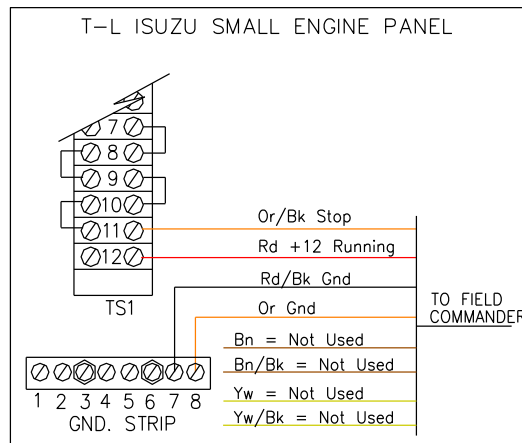 T-L ISUZU SMALL ENGINE PANEL
7
8
9
10
11
12
TS1
Or/Bk Stop
Rd +12 Running
Rd/Bk Gnd
Or Gnd
Bn = Not Used
Bn/Bk = Not Used
Yw = Not Used
Yw/Bk = Not Used
TO FIELD
COMMANDER
1 2 3 4 5 6 7 8
GND. STRIP